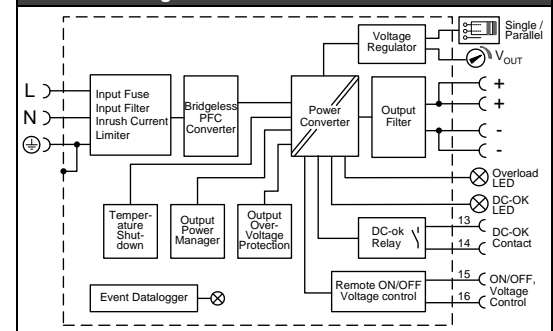 Single /
Parallel
Voltage
Regulator
VOUT
L
N
Input Fuse
Input Filter
Inrush Current
Limiter
Bridgeless
PFC
Converter
Power
Converter
Output
Filter
+
+
-
-
Overload
LED
DC-OK
LED
Temper-
ature
Shut-
down
Output
Power
Manager
Output
Over-
Voltage
Protection
DC-ok
Relay
13
14
DC-OK
Contact
Event Datalogger
Remote ON/OFF
Voltage control
15
16
ON/OFF,
Voltage
Control